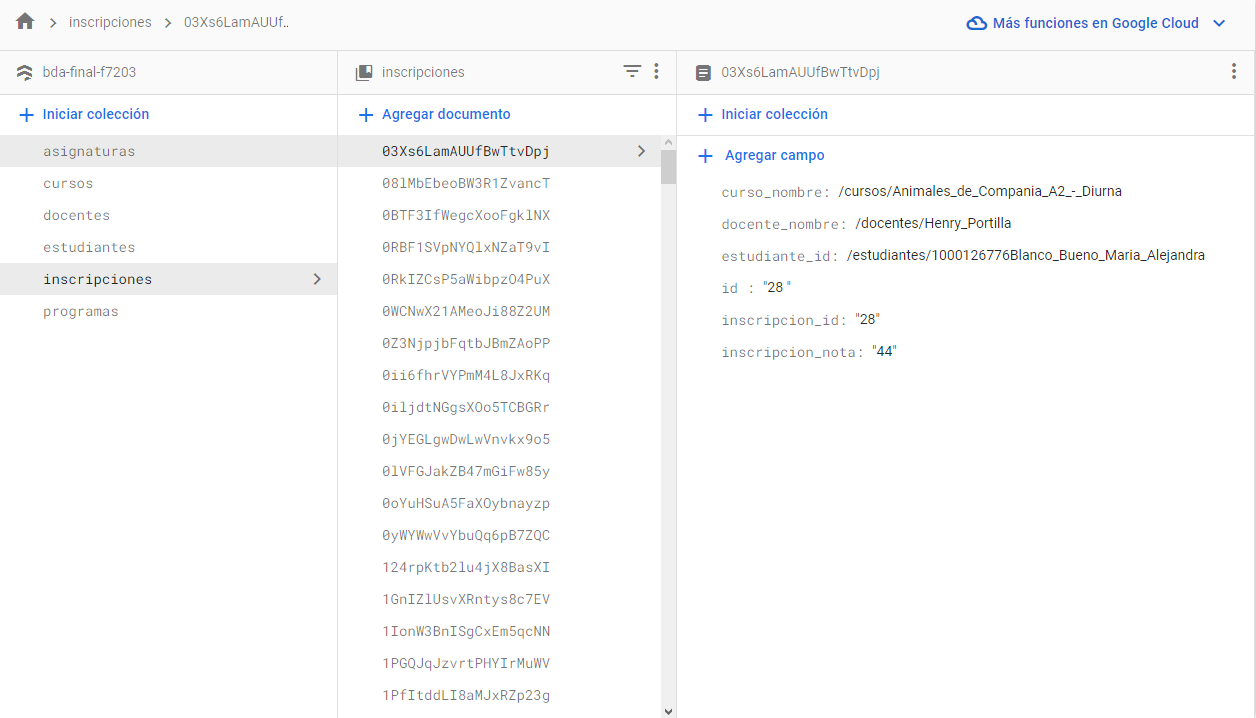 inscripciones
03Xs6LamAUUf..
Más funciones en Google Cloud
bda-final-f7203
Iniciar colección
asignaturas
cursos
docentes
estudiantes
inscripciones
programas
inscripciones
Agregar documento
03Xs6LamAUUfBwTtvDpj
08lMbEbeoBW3R1ZvancT
0BTF3IfWegcXooFgklNX
0RBF1SVpNYQlxNZaT9vI
0RkIZCsP5aWibpzO4PuX
0WCNwX21AMeoJi88Z2UM
0Z3NjpjbFqtbJBmZAoPP
0ii6fhrVYPmM4L8JxRKq
0iljdtNGgsXOo5TCBGRr
0jYEGLgwDwLwVnvkx9o5
0lVFGJakZB47mGiFw85y
0oYuHSuA5FaXOybnayzp
0yWYWwVvYbuQq6pB7ZQC
124rpKtb2lu4jX8BasXI
1GnIZlUsvXRntys8c7EV
1IonW3BnISgCxEm5qcNN
1PGQJqJzvrtPHYIrMuWV
1PfItddLI8aMJxRZp23g
03Xs6LamAUUfBwTtvDpj
Iniciar colección
Agregar campo
curso_nombre: /cursos/Animales_de_Compania_A2_-_Diurna
docente_nombre: /docentes/Henry_Portilla
estudiante_id: /estudiantes/1000126776Blanco_Bueno_Maria_Alejandra
id : "28 "
inscripcion_id: "28"
inscripcion_nota: "44"